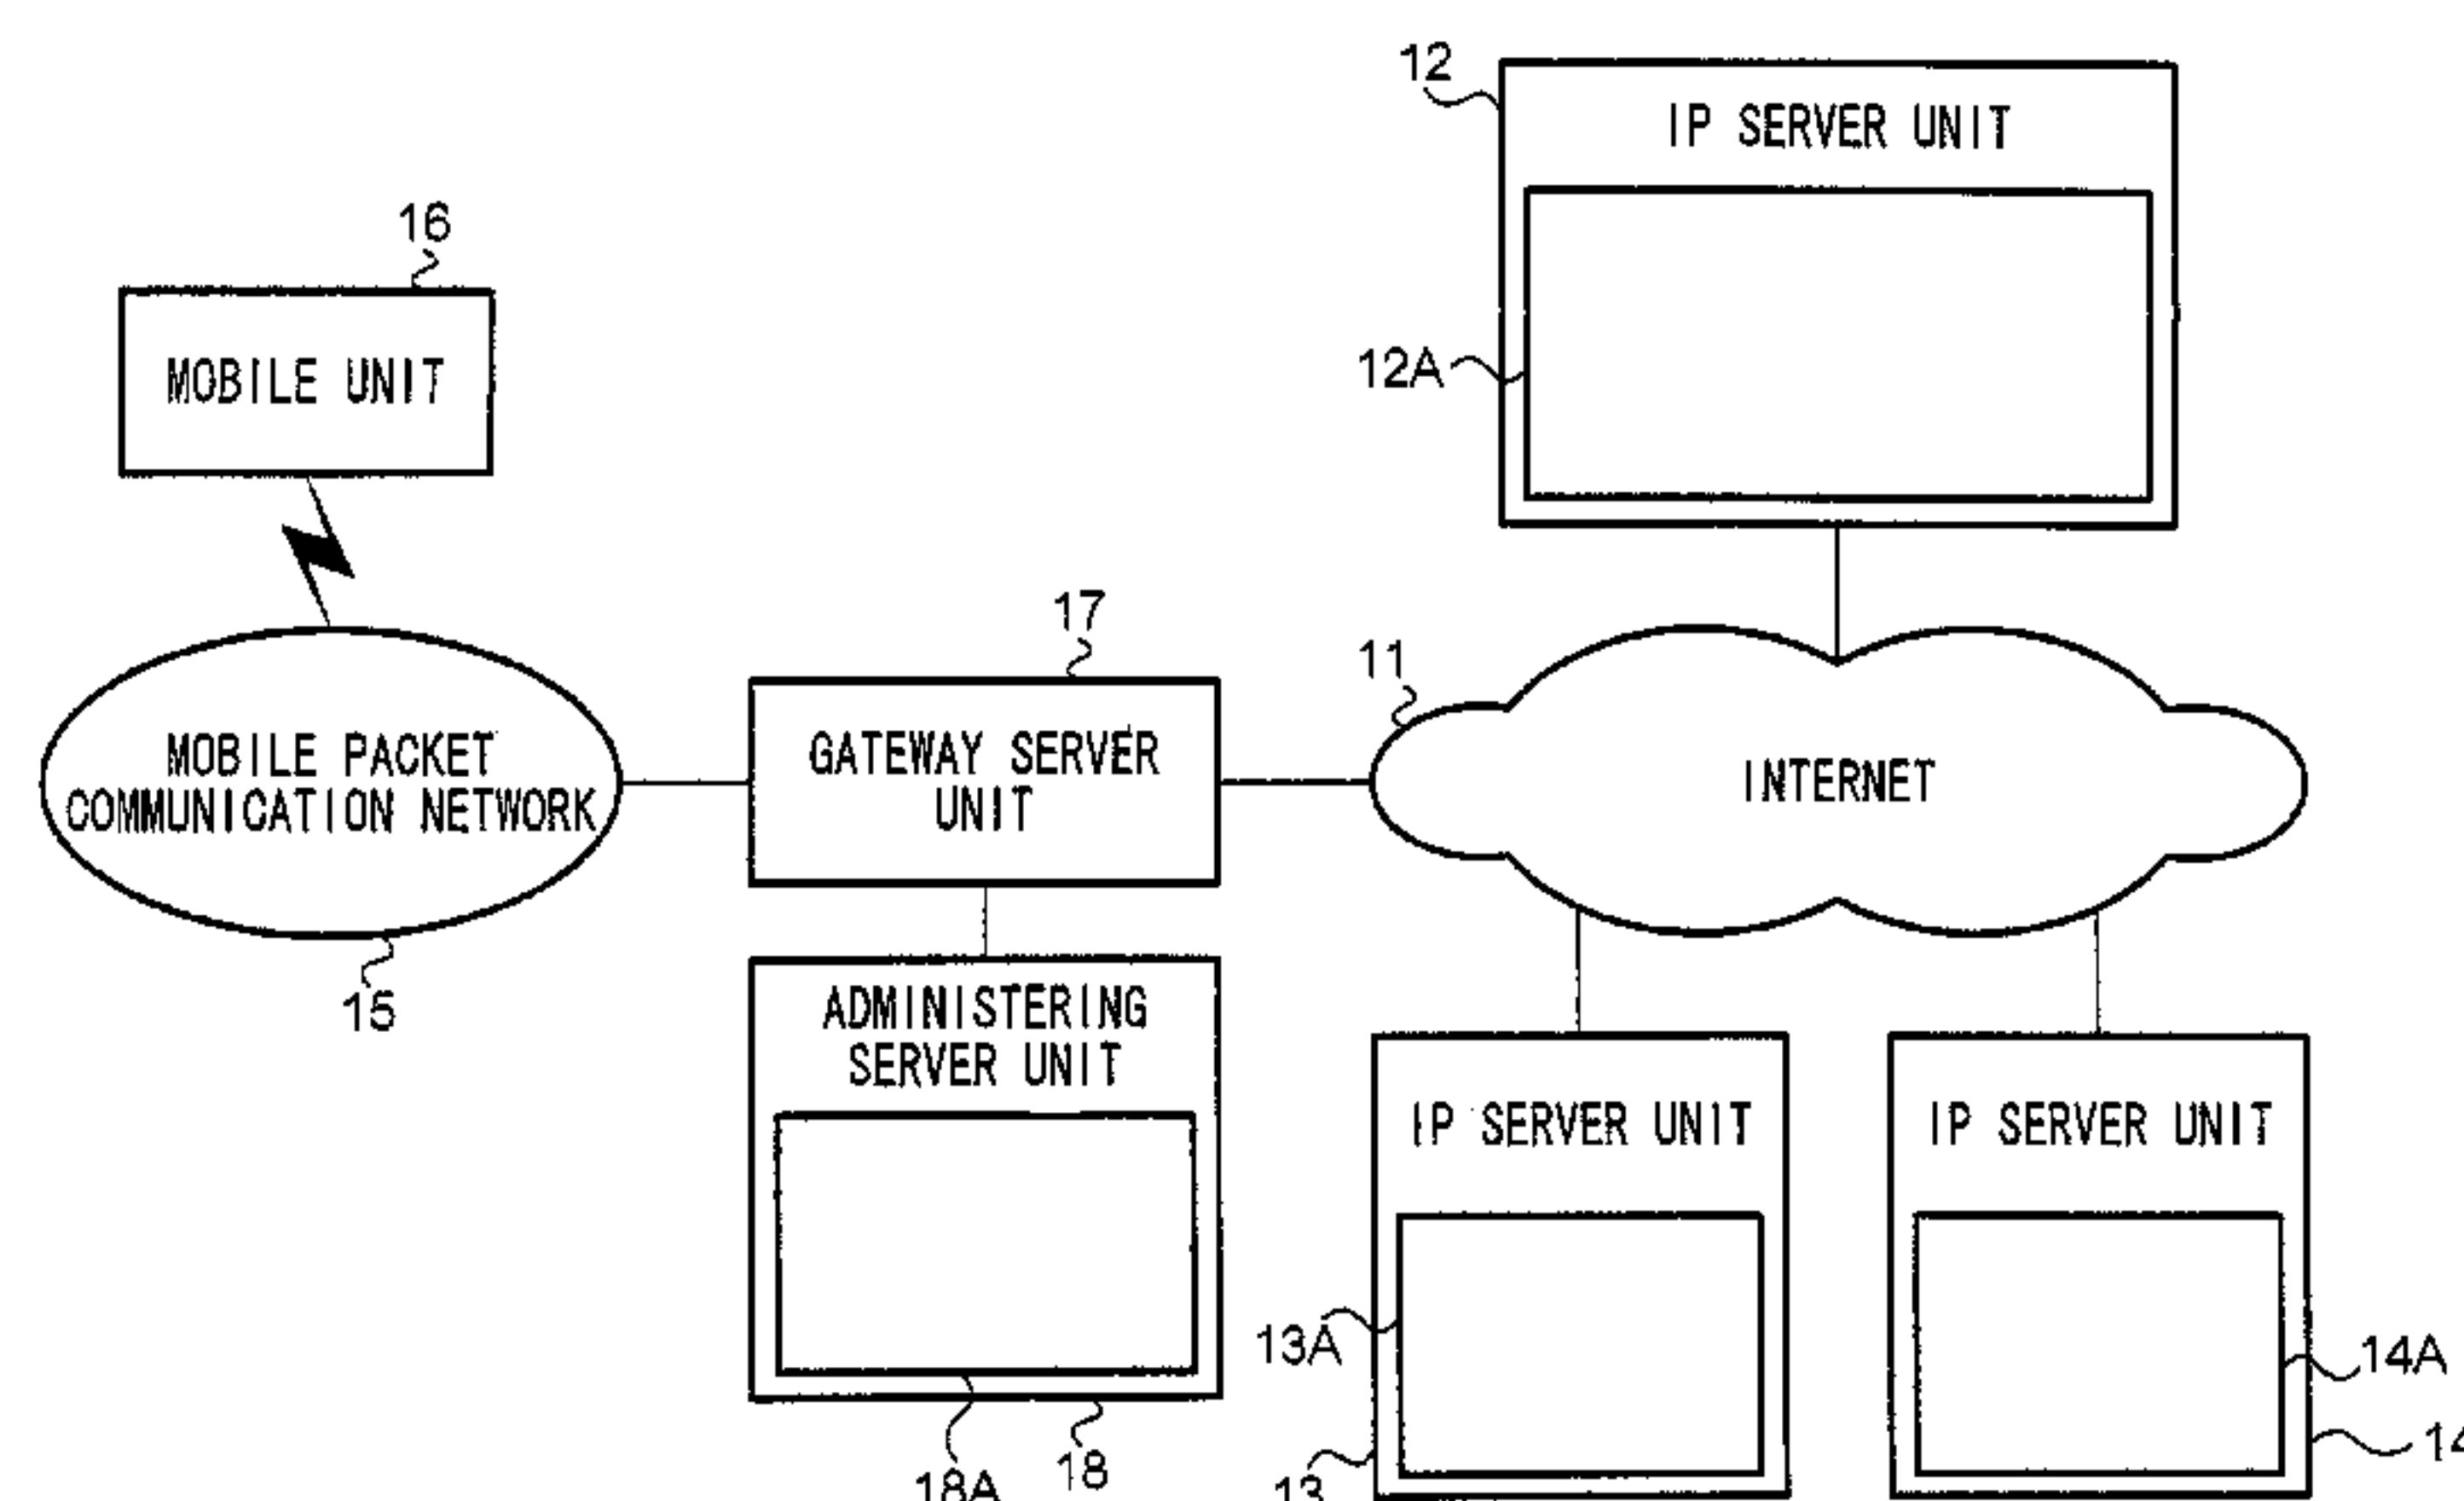 12
IP SERVER UNIT
16
MOBILE UNIT
12A
17
11
MOBILE PACKET
COMMUNICATION NETWORK
GATEWAY SERVER
UNIT
INTERNET
15
ADMINISTERING
SERVER UNIT
IP SERVER UNIT
IP SERVER UNIT
13A
14A
18A
18
13
14